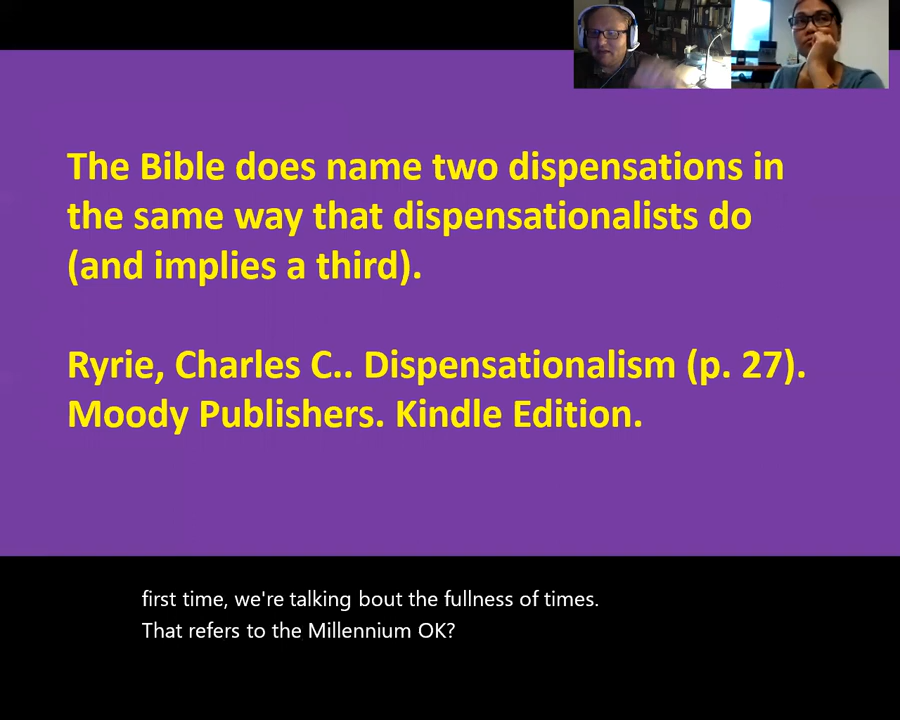 The Bible does name two dispensations in
the same way that dispensationalists do
(and implies a third).
Ryrie, Charles C.. Dispensationalism (p. 27).
Moody Publishers. Kindle Edition.
first time, we're talking bout the fullness of times.
That refers to the Millennium OK?